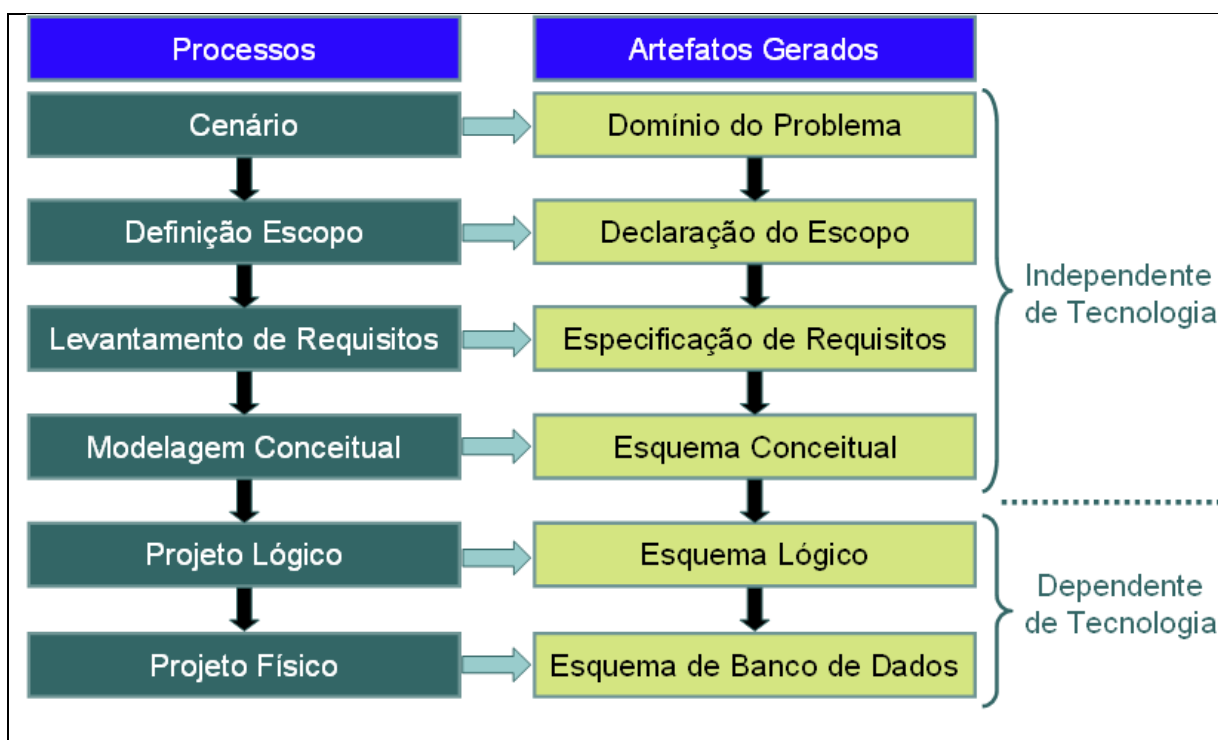 Processos
Artefatos Gerados
Cenário
Domínio do Problema
Definição Escopo
Declaração do Escopo
Levantamento de Requisitos
Especificação de Requisitos
Modelagem Conceitual
Esquema Conceitual
Independente
de Tecnologia
Projeto Lógico
Esquema Lógico
Projeto Físico
Esquema de Banco de Dados
Dependente
de Tecnologia